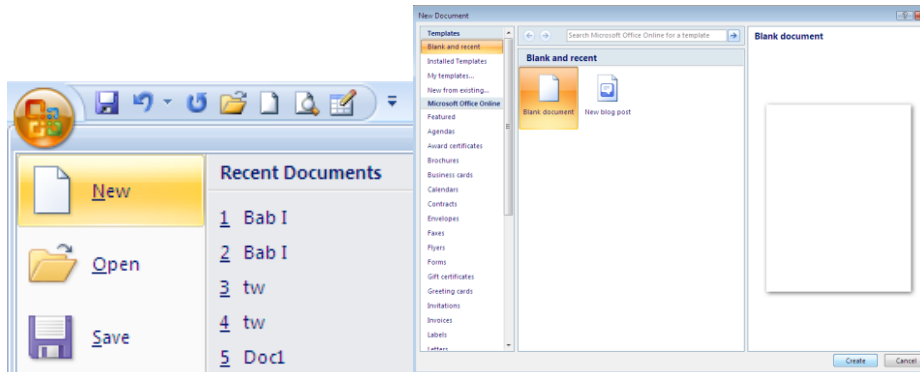 New
Open
Save
Recent Documents
1 Bab I
2 Bab I
3 tw
4 tw
5 Doc1
New Document
Templates
Blank and recent
Installed Templates
My templates...
New from existing...
Microsoft Office Online
Featured
Agendas
Award certificates
Brochures
Business cards
Calendars
Contracts
Envelopes
Faxes
Flyers
Forms
Gift certificates
Greeting cards
Invitations
Invoices
Labels
Letters
Search Microsoft Office Online for a template
Blank and recent
Blank document
New blog post
Blank document
Create
Cancel